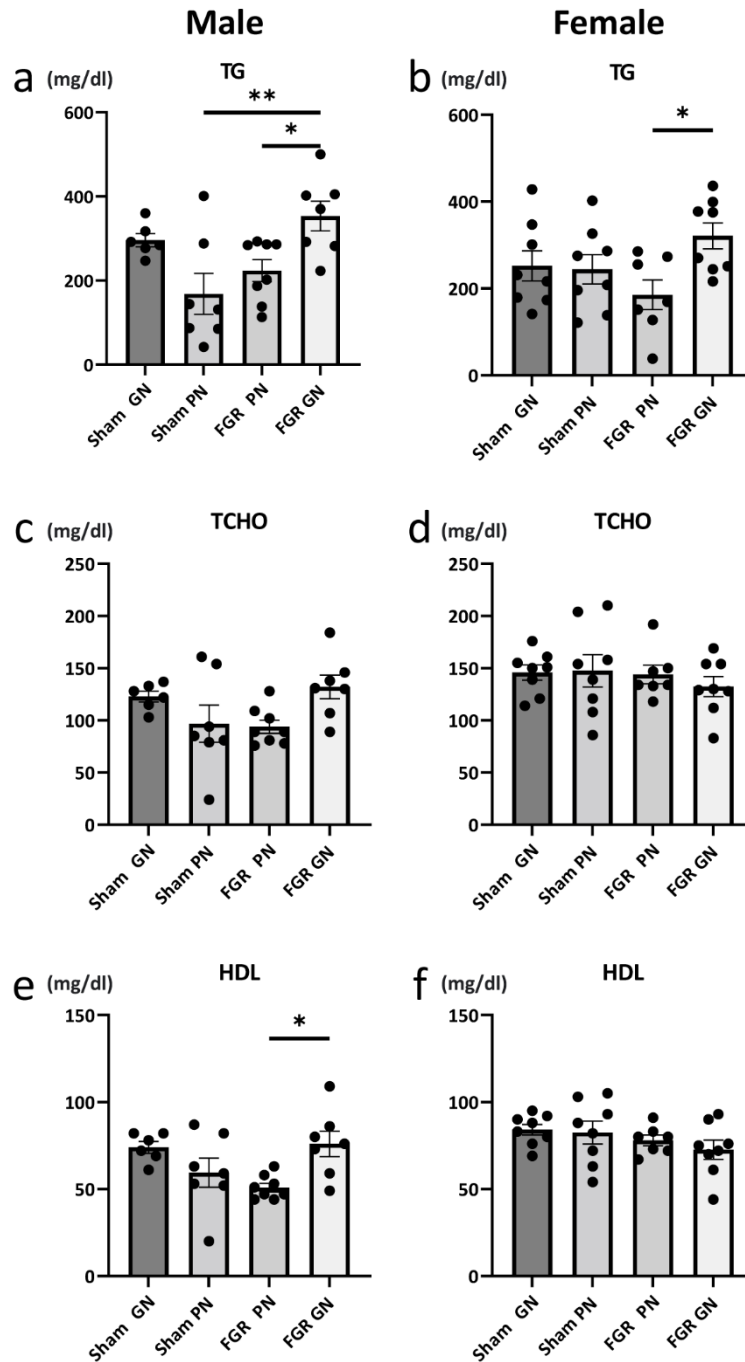 Male Female
a (mg/dl) TG
600
400
200
0
** 
*
Sham GN
Sham PN
FGR PN
FGR GN
b (mg/dl) TG
600
400
200
0
*
Sham GN
Sham PN
FGR PN
FGR GN
c (mg/dl) TCHO
250
200
150
100
50
0
Sham GN
Sham PN
FGR PN
FGR GN
d (mg/dl) TCHO
250
200
150
100
50
0
Sham GN
Sham PN
FGR PN
FGR GN
e (mg/dl) HDL
150
100
50
0
*
Sham GN
Sham PN
FGR PN
FGR GN
f (mg/dl) HDL
150
100
50
0
Sham GN
Sham PN
FGR PN
FGR GN